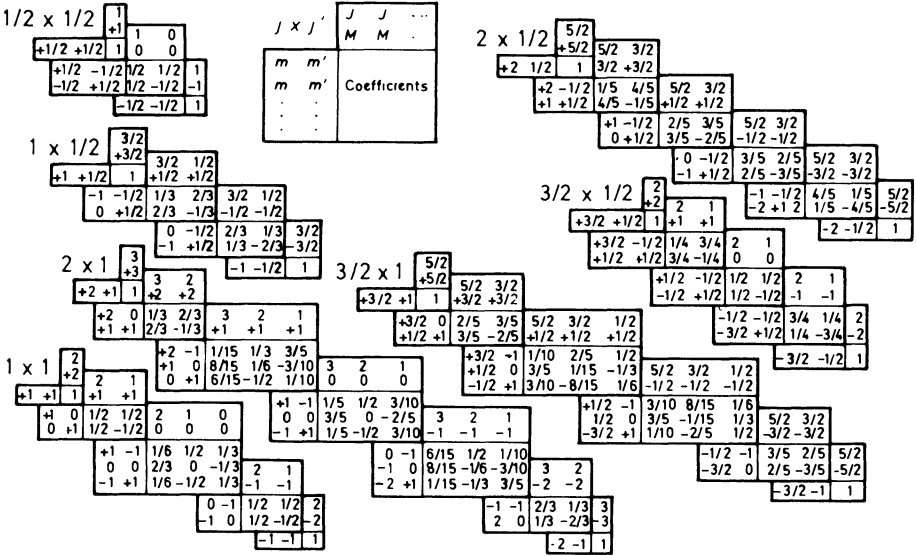 1/2 x 1/2
1
+1 1 0
+1/2 +1/2 1 0 0
+1/2 -1/2 1/2 1/2 1
-1/2 +1/2 1/2 -1/2 -1
-1/2 -1/2 1
J J ...
j x j' M M .
m m'
m m' Coefficients
. .
. .
2 x 1/2
5/2
+5/2 5/2 3/2
+2 1/2 1 3/2 +3/2
+2 -1/2 1/5 4/5 5/2 3/2
+1 +1/2 4/5 -1/5 +1/2 +1/2
+1 -1/2 2/5 3/5 5/2 3/2
0 +1/2 3/5 -2/5 -1/2 -1/2
0 -1/2 3/5 2/5 5/2 3/2
-1 +1/2 2/5 -3/5 -3/2 -3/2
-1 -1/2 4/5 1/5 5/2
-2 +1 2 1/5 -4/5 -5/2
-2 -1/2 1
1 x 1/2
3/2
+3/2 3/2 1/2
+1 +1/2 1 +1/2 +1/2
-1 -1/2 1/3 2/3 3/2 1/2
0 +1/2 2/3 -1/3 -1/2 -1/2
0 -1/2 2/3 1/3 3/2
-1 +1/2 1/3 -2/3 -3/2
-1 -1/2 1
3/2 x 1/2
2
+2 2 1
+3/2 +1/2 1 +1 +1
+3/2 -1/2 1/4 3/4 2 1
+1/2 +1/2 3/4 -1/4 0 0
+1/2 -1/2 1/2 1/2 2 1
-1/2 +1/2 1/2 -1/2 -1 -1
-1/2 -1/2 3/4 1/4 2
-3/2 +1/2 1/4 -3/4 -2
-3/2 -1/2 1
2 x 1
3
+3 3 2
+2 +1 1 +2 +2
+2 0 1/3 2/3 3 2 1
+1 +1 2/3 -1/3 +1 +1 +1
+2 -1 1/15 1/3 3/5
+1 0 8/15 1/6 -3/10 3 2 1
0 +1 6/15 -1/2 1/10 0 0 0
+1 -1 1/5 1/2 3/10
0 0 3/5 0 -2/5 3 2 1
-1 +1 1/5 -1/2 3/10 -1 -1 -1
0 -1 6/15 1/2 1/10
-1 0 8/15 -1/6 -3/10 3 2
-2 +1 1/15 -1/3 3/5 -2 -2
-1 -1 2/3 1/3 3
2 0 1/3 -2/3 -3
-2 -1 1
3/2 x 1
5/2
+5/2 5/2 3/2
+3/2 +1 1 +3/2 +3/2
+3/2 0 2/5 3/5 5/2 3/2 1/2
+1/2 +1 3/5 -2/5 +1/2 +1/2 +1/2
+3/2 -1 1/10 2/5 1/2
+1/2 0 3/5 1/15 -1/3 5/2 3/2 1/2
-1/2 +1 3/10 -8/15 1/6 -1/2 -1/2 -1/2
+1/2 -1 3/10 8/15 1/6
1/2 0 3/5 -1/15 1/3 5/2 3/2
-3/2 +1 1/10 -2/5 1/2 -3/2 -3/2
-1/2 -1 3/5 2/5 5/2
-3/2 0 2/5 -3/5 -5/2
-3/2 -1 1
1 x 1
2
+2 2 1
+1 +1 1 +1 +1
+1 0 1/2 1/2 2 1 0
0 +1 1/2 -1/2 0 0 0
+1 -1 1/6 1/2 1/3
0 0 2/3 0 -1/3 2 1
-1 +1 1/6 -1/2 1/3 -1 -1
0 -1 1/2 1/2 2
-1 0 1/2 -1/2 -2
-1 -1 1